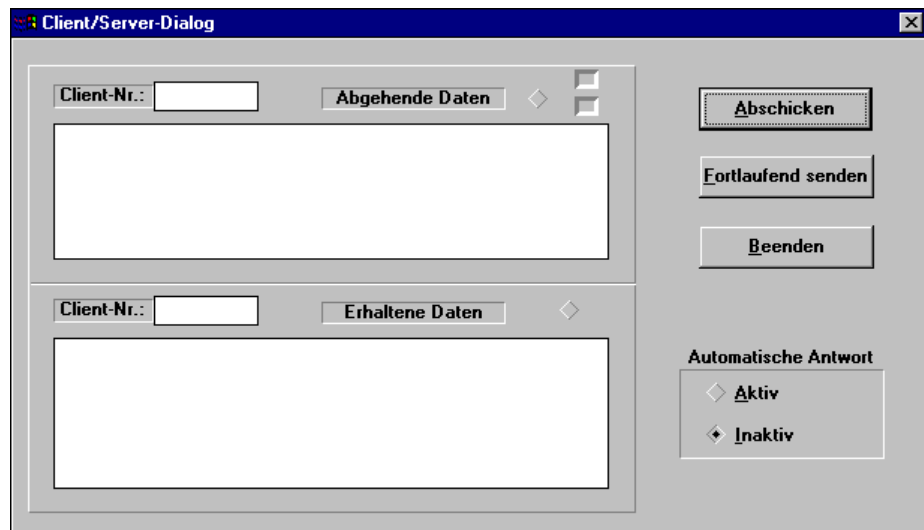 Client/Server-Dialog
Client-Nr.:
Abgehende Daten
Abschicken
Fortlaufend senden
Beenden
Client-Nr.:
Erhaltene Daten
Automatische Antwort
Aktiv
Inaktiv